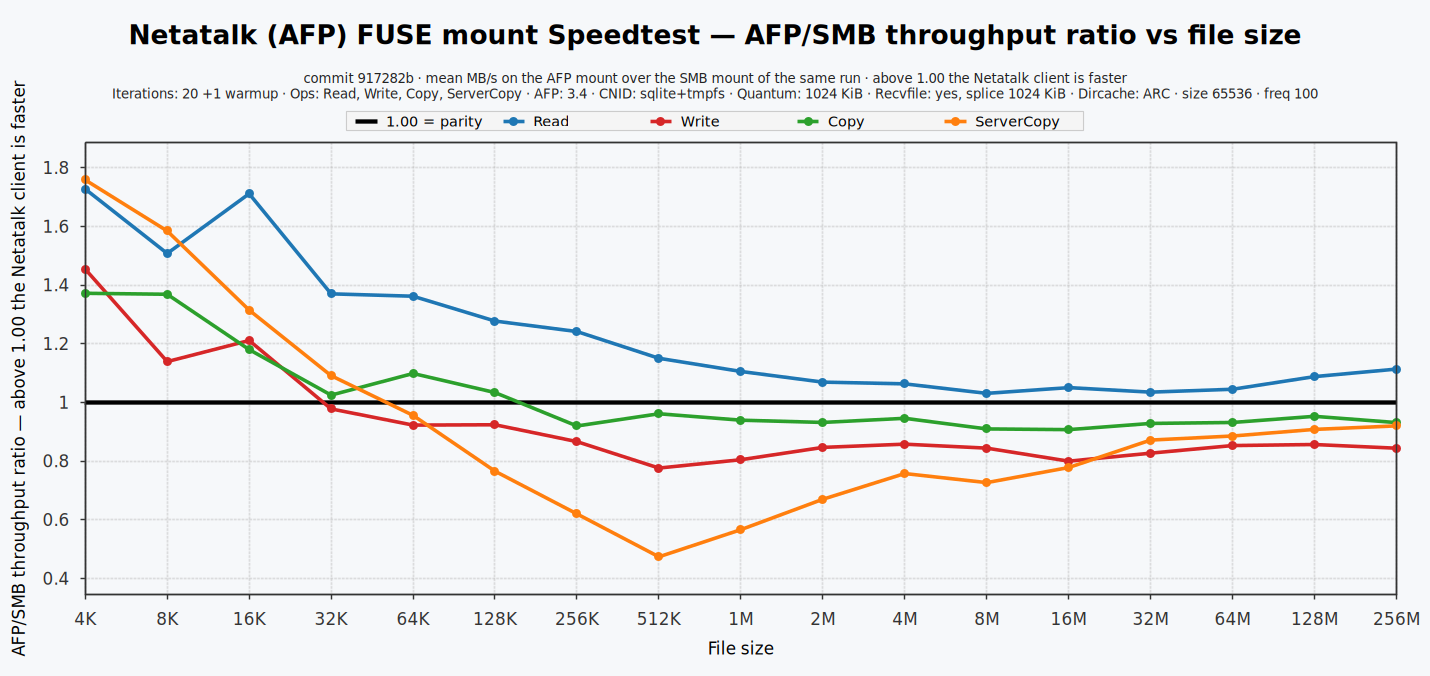 Netatalk (AFP) FUSE mount Speedtest — AFP/SMB throughput ratio vs file size
commit 917282b · mean MB/s on the AFP mount over the SMB mount of the same run · above 1.00 the Netatalk client is faster
Iterations: 20 +1 warmup · Ops: Read, Write, Copy, ServerCopy · AFP: 3.4 · CNID: sqlite+tmpfs · Quantum: 1024 KiB · Recvfile: yes, splice 1024 KiB · Dircache: ARC · size 65536 · freq 100
1.00 = parity Read Write Copy ServerCopy
AFP/SMB throughput ratio — above 1.00 the Netatalk client is faster
1.8
1.6
1.4
1.2
1
0.8
0.6
0.4
4K 8K 16K 32K 64K 128K 256K 512K 1M 2M 4M 8M 16M 32M 64M 128M 256M
File size